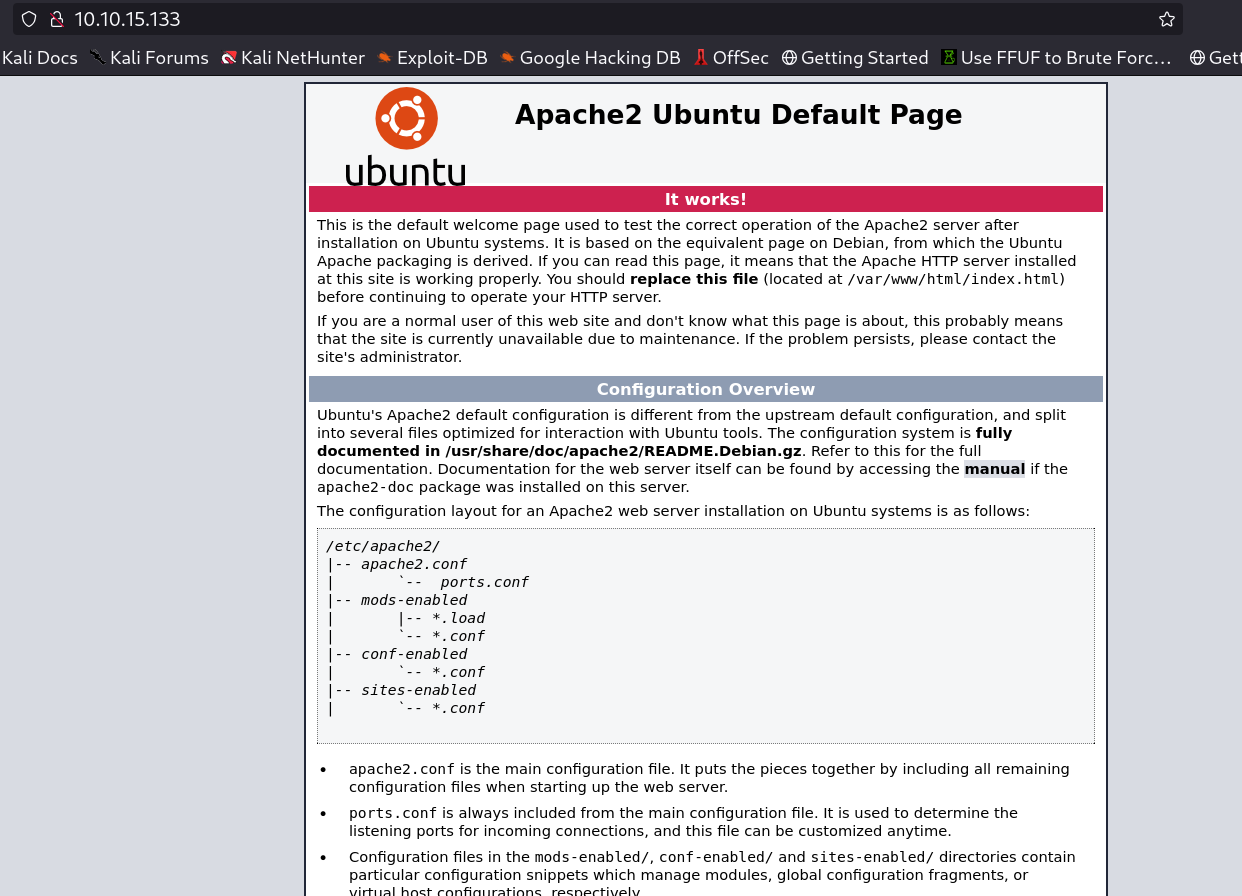 10.10.15.133
Kali Docs Kali Forums Kali NetHunter Exploit-DB Google Hacking DB OffSec Getting Started Use FFUF to Brute Forc… Gett
ubuntu
Apache2 Ubuntu Default Page
It works!
This is the default welcome page used to test the correct operation of the Apache2 server after
installation on Ubuntu systems. It is based on the equivalent page on Debian, from which the Ubuntu
Apache packaging is derived. If you can read this page, it means that the Apache HTTP server installed
at this site is working properly. You should replace this file (located at /var/www/html/index.html)
before continuing to operate your HTTP server.
If you are a normal user of this web site and don't know what this page is about, this probably means
that the site is currently unavailable due to maintenance. If the problem persists, please contact the
site's administrator.
Configuration Overview
Ubuntu's Apache2 default configuration is different from the upstream default configuration, and split
into several files optimized for interaction with Ubuntu tools. The configuration system is fully
documented in /usr/share/doc/apache2/README.Debian.gz. Refer to this for the full
documentation. Documentation for the web server itself can be found by accessing the manual if the
apache2-doc package was installed on this server.
The configuration layout for an Apache2 web server installation on Ubuntu systems is as follows:
/etc/apache2/
|-- apache2.conf
|       `--  ports.conf
|-- mods-enabled
|       |-- *.load
|       `-- *.conf
|-- conf-enabled
|       `-- *.conf
|-- sites-enabled
|       `-- *.conf
• apache2.conf is the main configuration file. It puts the pieces together by including all remaining
configuration files when starting up the web server.
• ports.conf is always included from the main configuration file. It is used to determine the
listening ports for incoming connections, and this file can be customized anytime.
• Configuration files in the mods-enabled/, conf-enabled/ and sites-enabled/ directories contain
particular configuration snippets which manage modules, global configuration fragments, or
virtual host configurations, respectively.